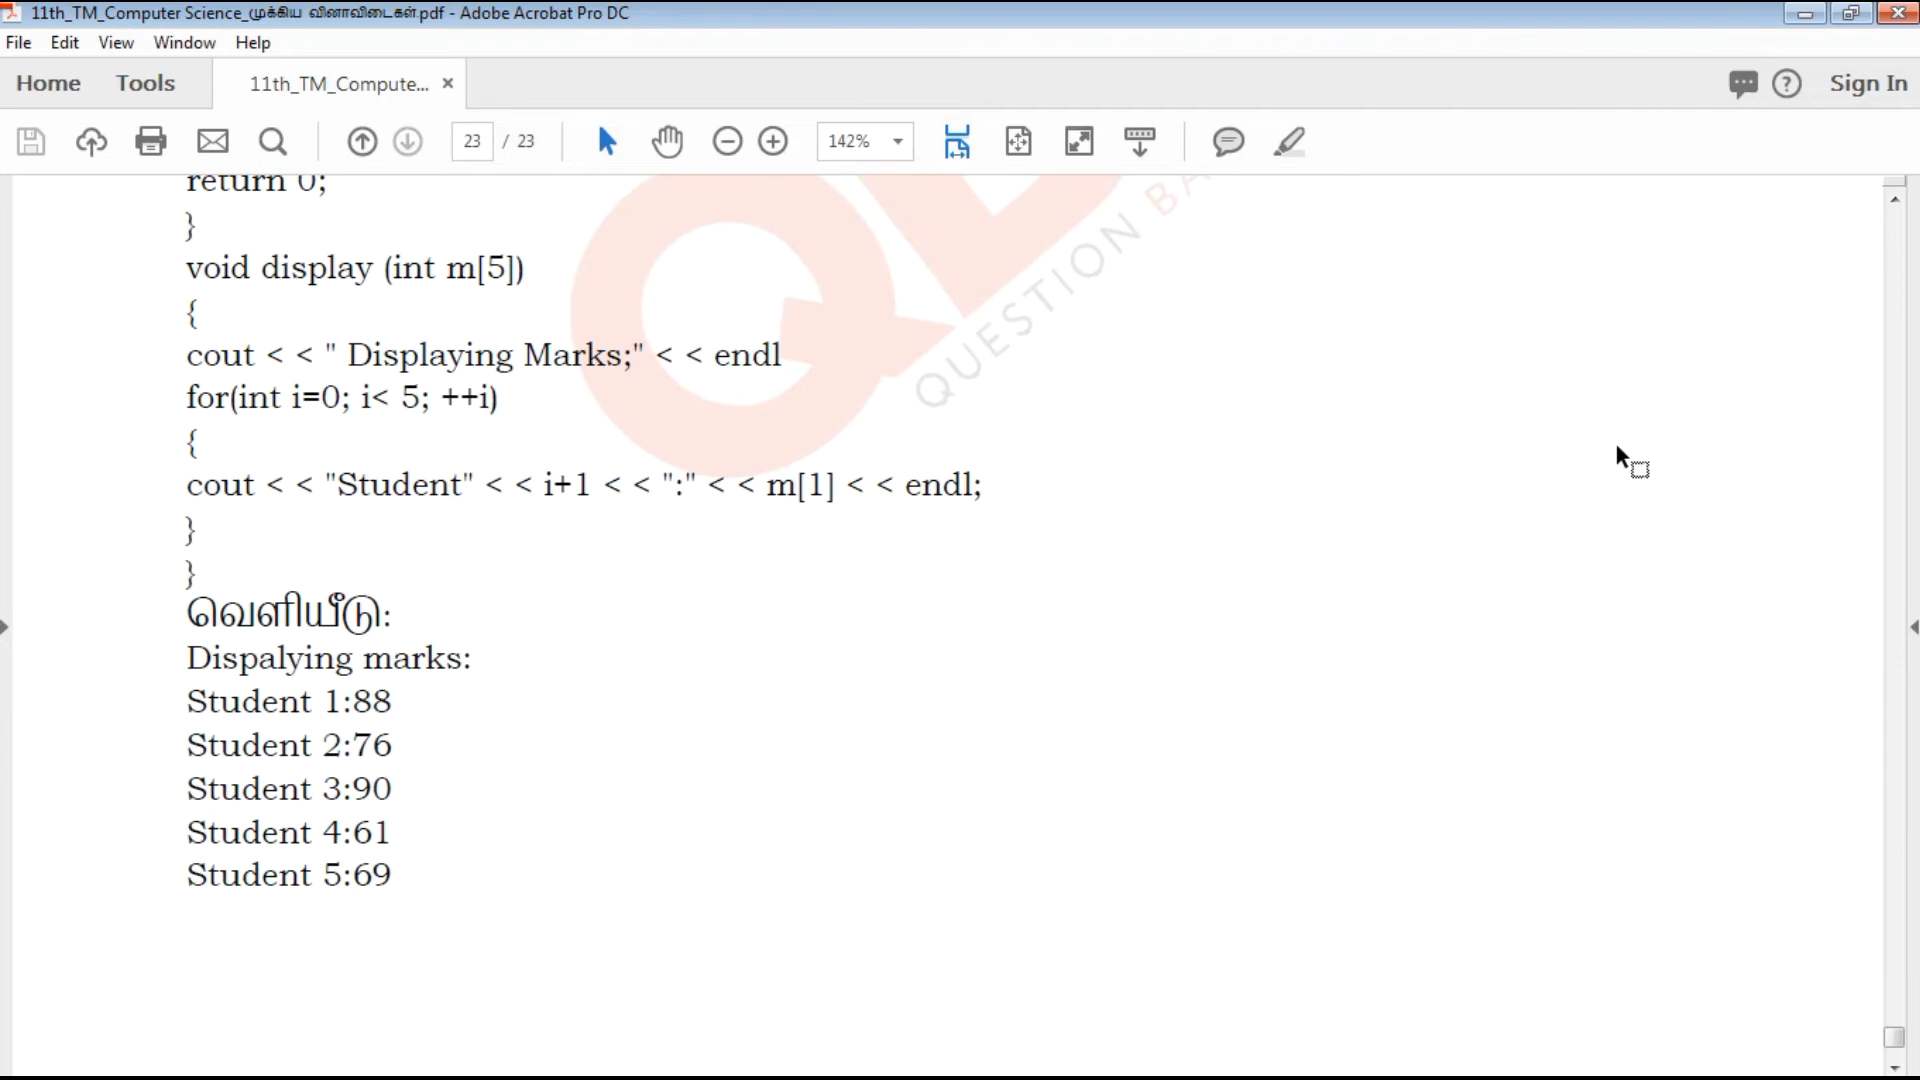 11th_TM_Computer Science_முக்கிய வினாவிடைகள்.pdf - Adobe Acrobat Pro DC
File Edit View Window Help
Home Tools 11th_TM_Compute... × Sign In
23 / 23 142%
return 0;
}
void display (int m[5])
{
cout < < " Displaying Marks;" < < endl
for(int i=0; i< 5; ++i)
{
cout < < "Student" < < i+1 < < ":" < < m[1] < < endl;
}
}
வெளியீடு:
Dispalying marks:
Student 1:88
Student 2:76
Student 3:90
Student 4:61
Student 5:69
QUESTION